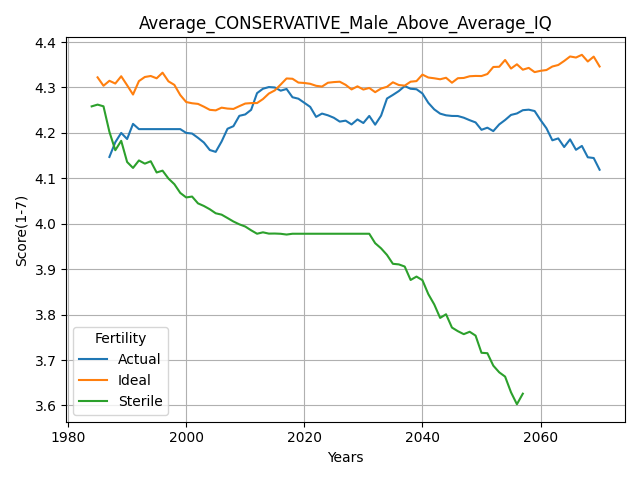 Average_CONSERVATIVE_Male_Above_Average_IQ
4.4
4.3
4.2
4.1
4.0
3.9
3.8
3.7
3.6
Score(1-7)
Fertility
Actual
Ideal
Sterile
1980 2000 2020 2040 2060
Years